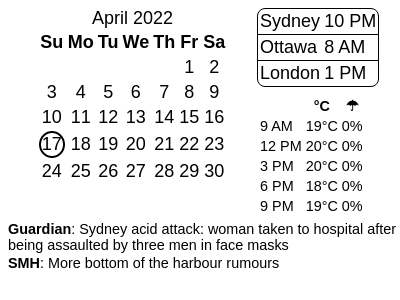 April 2022
Su Mo Tu We Th Fr Sa
1 2
3 4 5 6 7 8 9
10 11 12 13 14 15 16
17 18 19 20 21 22 23
24 25 26 27 28 29 30
Sydney 10 PM
Ottawa 8 AM
London 1 PM
°C ☂
9 AM 19°C 0%
12 PM 20°C 0%
3 PM 20°C 0%
6 PM 18°C 0%
9 PM 19°C 0%
Guardian: Sydney acid attack: woman taken to hospital after
being assaulted by three men in face masks
SMH: More bottom of the harbour rumours